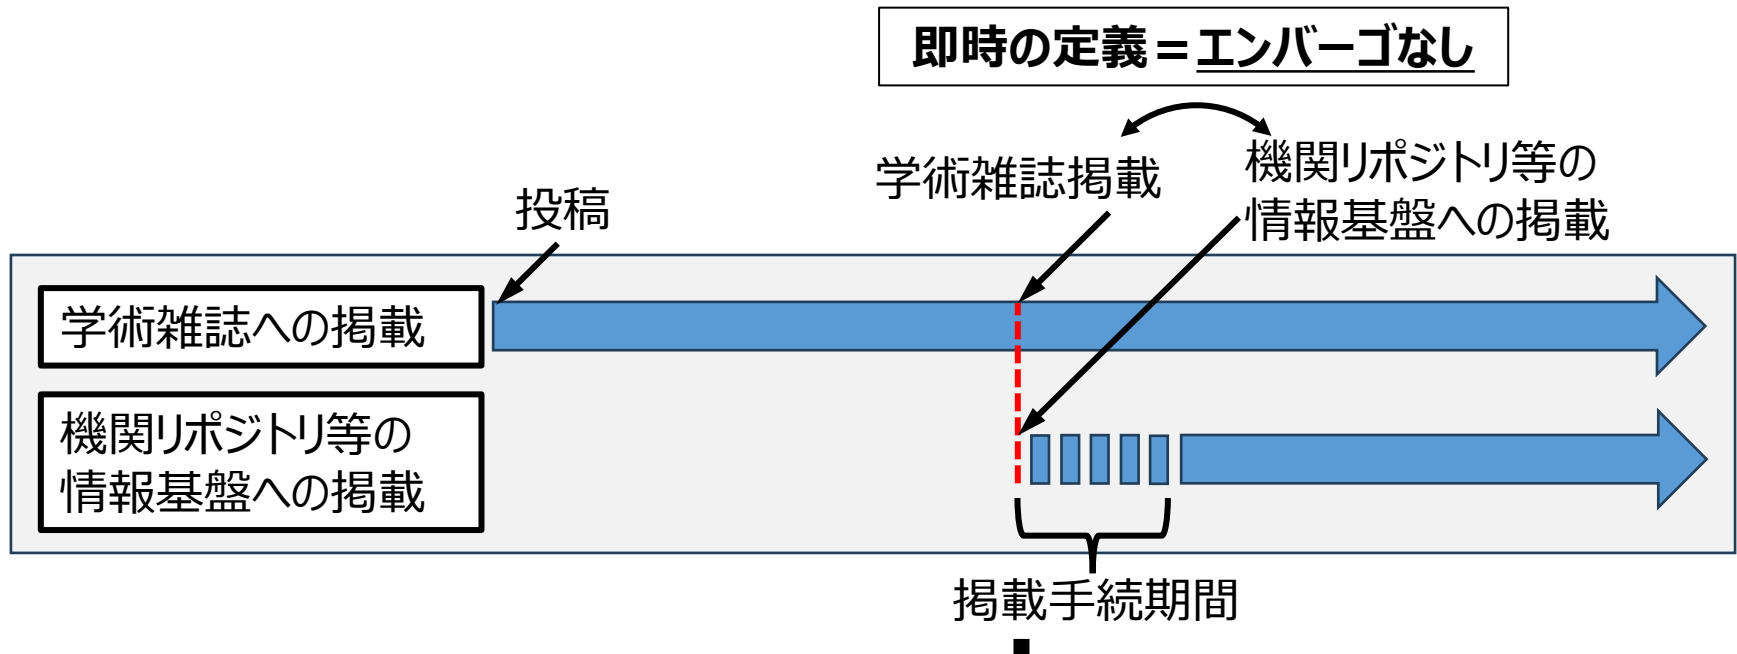 即時の定義=エンバーゴなし
学術雑誌掲載
機関リポジトリ等の
情報基盤への掲載
投稿
学術雑誌への掲載
機関リポジトリ等の
情報基盤への掲載
掲載手続期間